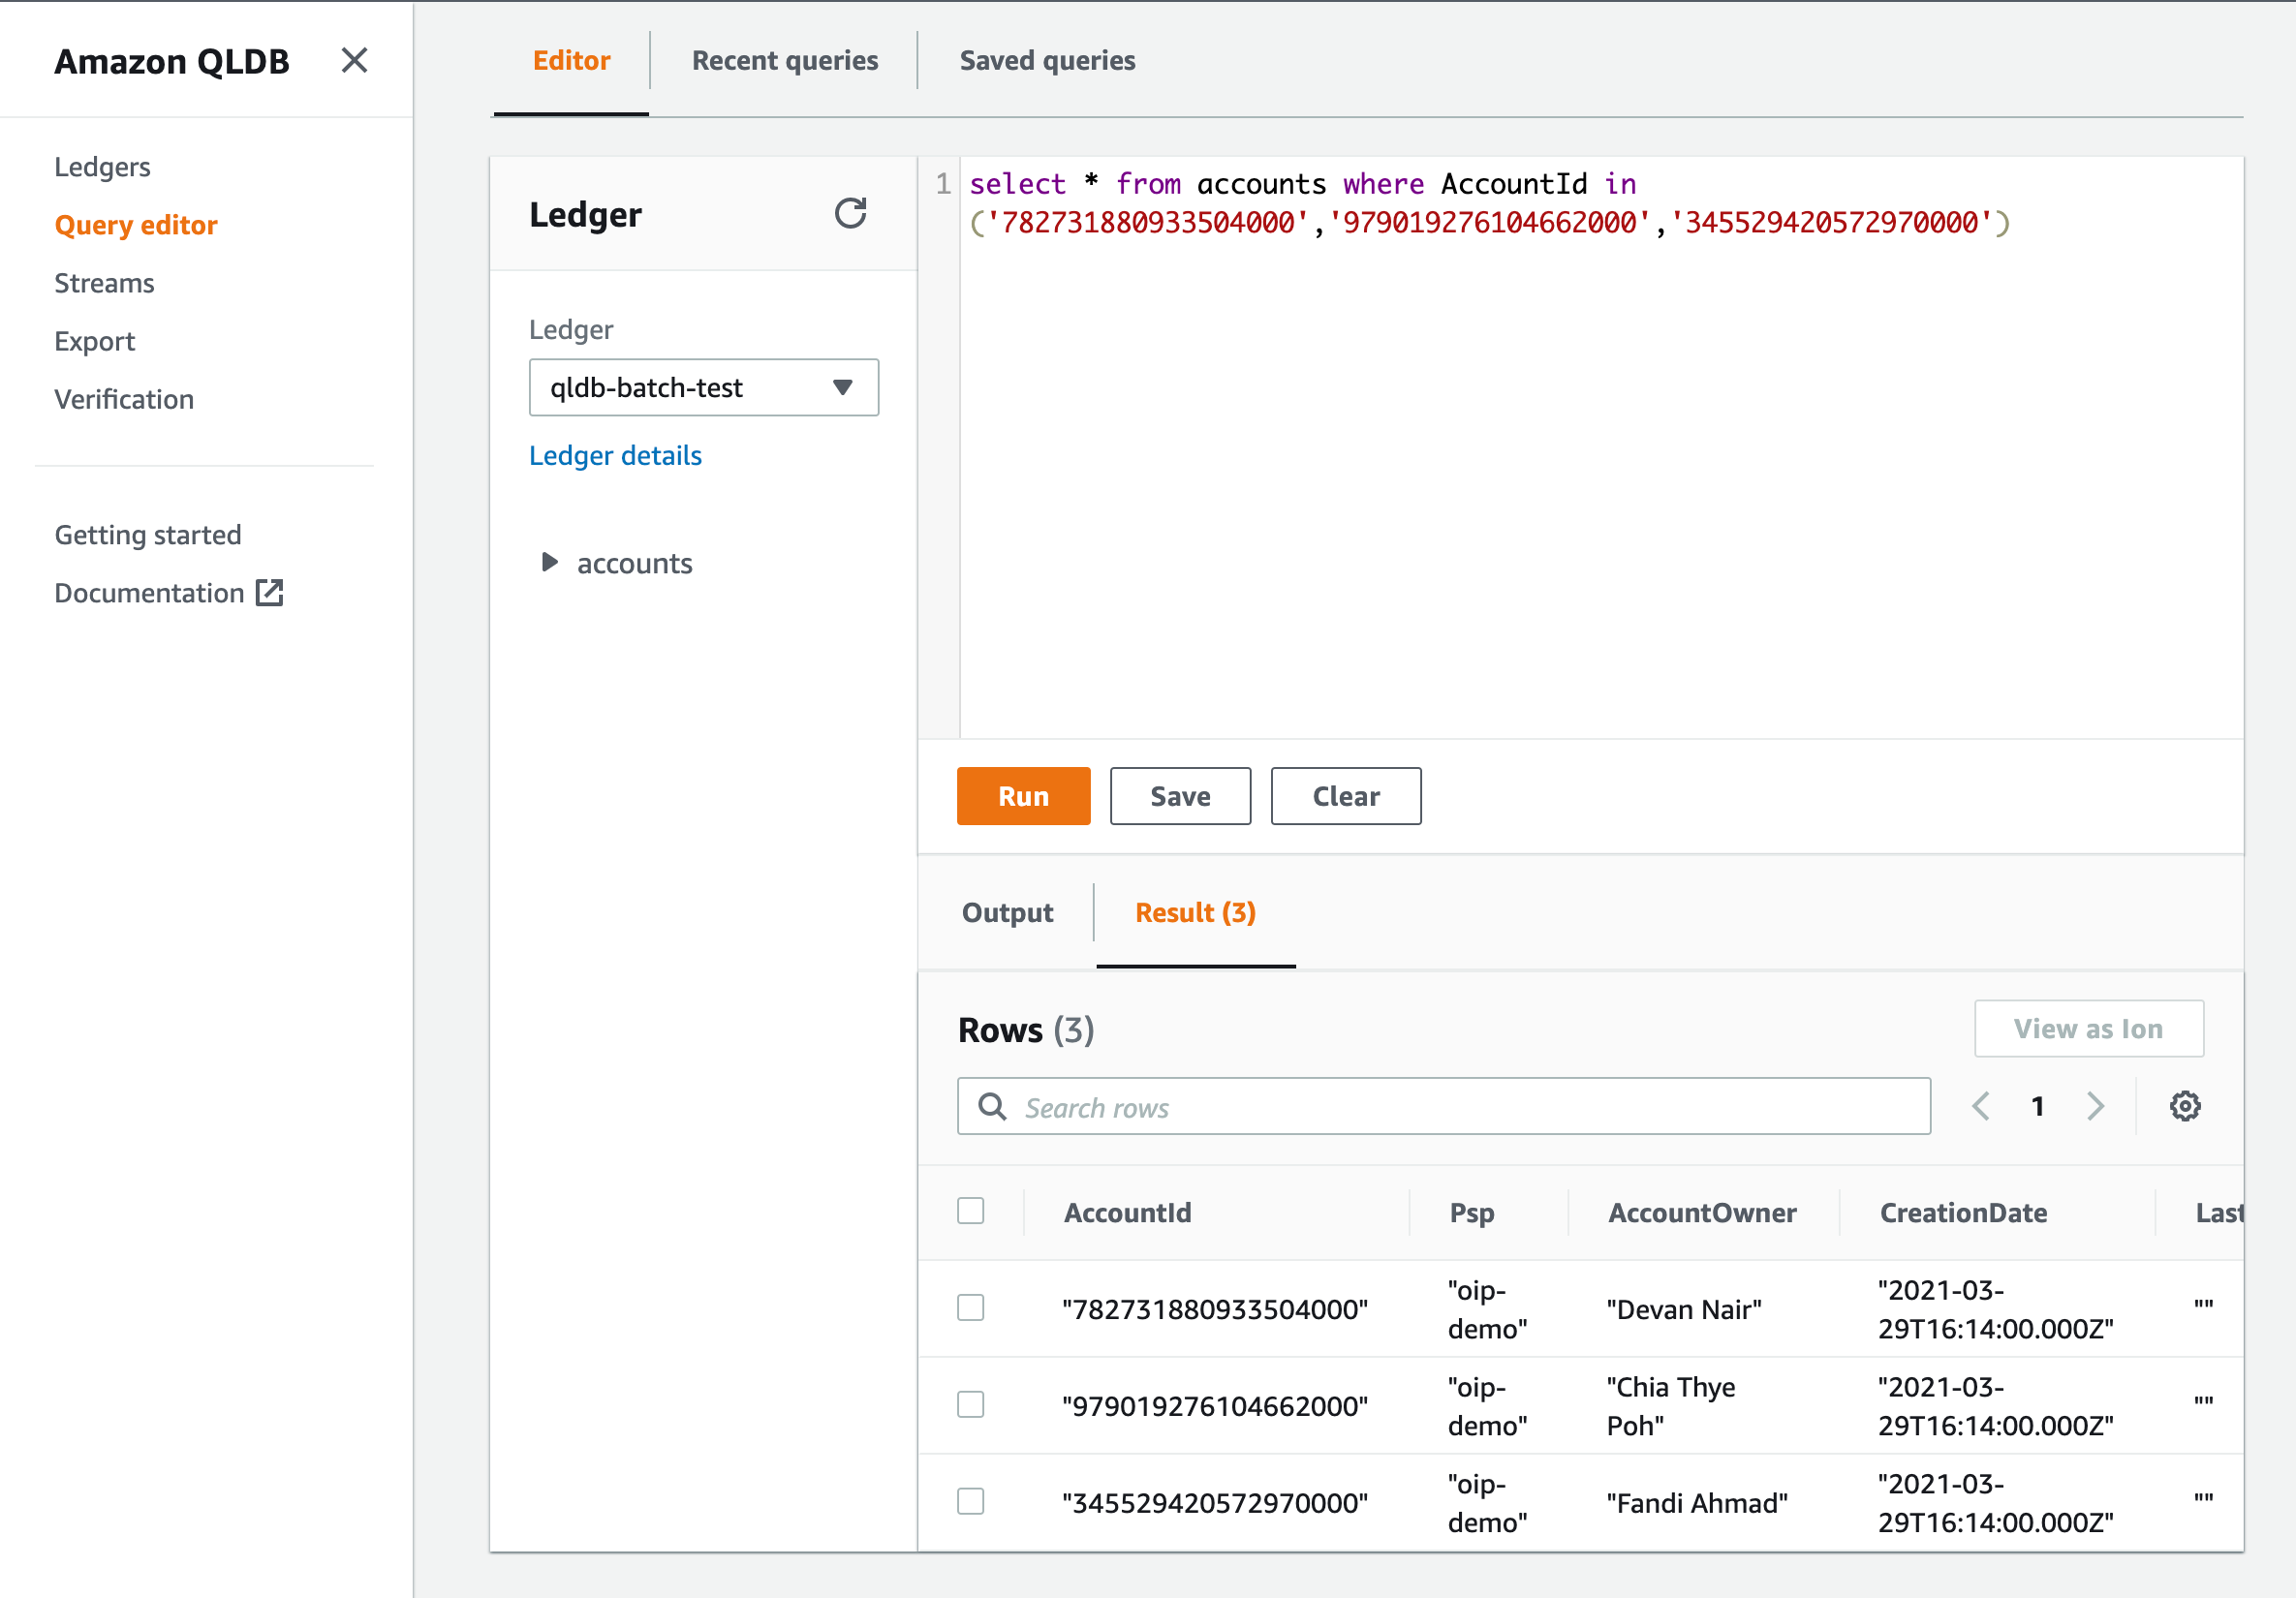 Amazon QLDB
Ledgers
Query editor
Streams
Export
Verification
Getting started
Documentation
Editor
Recent queries
Saved queries
Ledger
Ledger
qldb-batch-test
Ledger details
accounts
1 select * from accounts where AccountId in
('782731880933504000','979019276104662000','345529420572970000')
Run
Save
Clear
Output
Result (3)
Rows (3)
View as Ion
Search rows
1
AccountId Psp AccountOwner CreationDate Last
"782731880933504000" "oip-
demo" "Devan Nair" "2021-03-
29T16:14:00.000Z" ""
"979019276104662000" "oip-
demo" "Chia Thye
Poh" "2021-03-
29T16:14:00.000Z" ""
"345529420572970000" "oip-
demo" "Fandi Ahmad" "2021-03-
29T16:14:00.000Z" ""